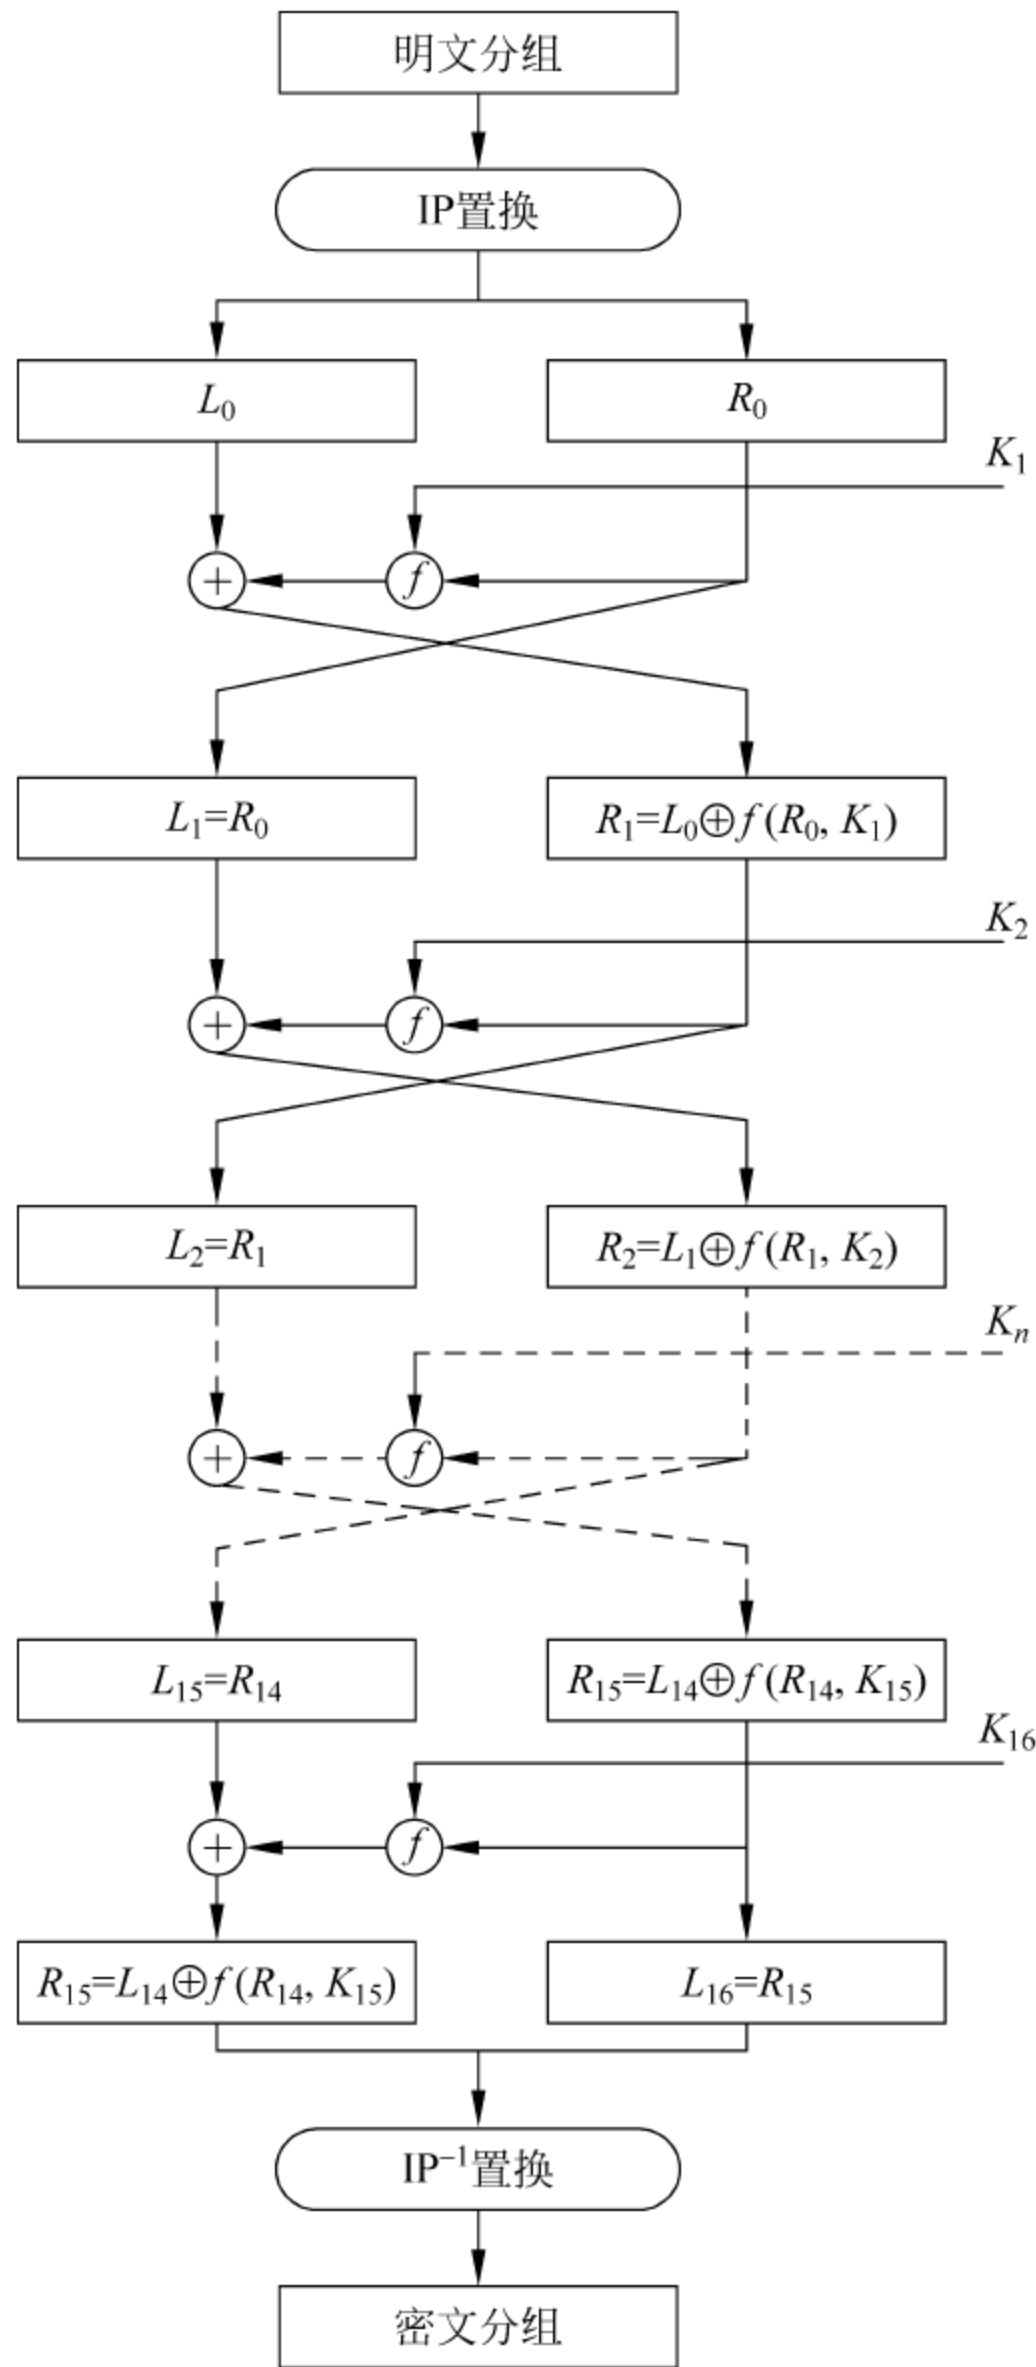 明文分组
IP置换
L₀
R₀
K₁
+
f
L₁=R₀
R₁=L₀⊕f(R₀, K₁)
K₂
+
f
L₂=R₁
R₂=L₁⊕f(R₁, K₂)
Kₙ
+
f
L₁₅=R₁₄
R₁₅=L₁₄⊕f(R₁₄, K₁₅)
K₁₆
+
f
R₁₅=L₁₄⊕f(R₁₄, K₁₅)
L₁₆=R₁₅
IP⁻¹置换
密文分组